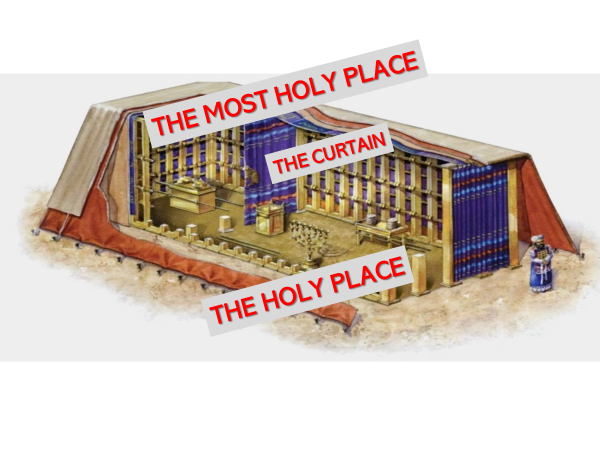 THE MOST HOLY PLACE
THE CURTAIN
THE HOLY PLACE